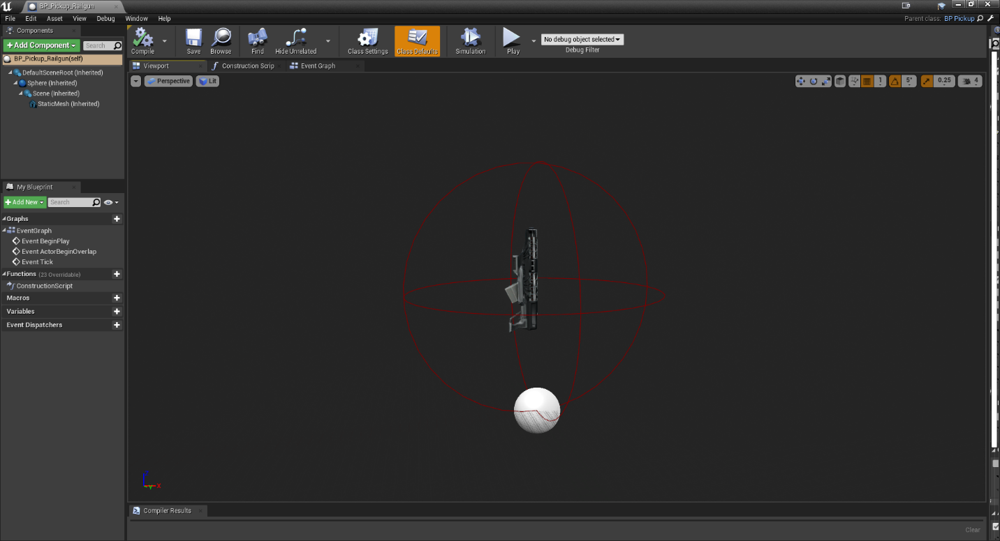 BP_Pickup_Railgun
File Edit Asset View Debug Window Help
Parent class: BP Pickup
Components
Add Component
Search
BP_Pickup_Railgun(self)
DefaultSceneRoot (Inherited)
Sphere (Inherited)
Scene (Inherited)
StaticMesh (Inherited)
My Blueprint
Add New
Search
Graphs
EventGraph
Event BeginPlay
Event ActorBeginOverlap
Event Tick
Functions (23 Overridable)
ConstructionScript
Macros
Variables
Event Dispatchers
Compile
Save
Browse
Find
Hide Unrelated
Class Settings
Class Defaults
Simulation
Play
No debug object selected
Debug Filter
Viewport
Construction Scrip
Event Graph
Perspective
Lit
1
5°
0.25
4
X
Compiler Results
Clear